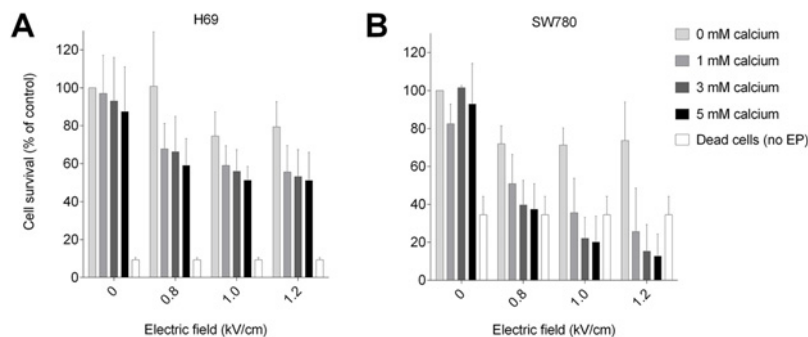 A
H69
Cell survival (% of control)
120
100
80
60
40
20
0
0
0.8
1.0
1.2
Electric field (kV/cm)
B
SW780
120
100
80
60
40
20
0
0
0.8
1.0
1.2
Electric field (kV/cm)
0 mM calcium
1 mM calcium
3 mM calcium
5 mM calcium
Dead cells (no EP)